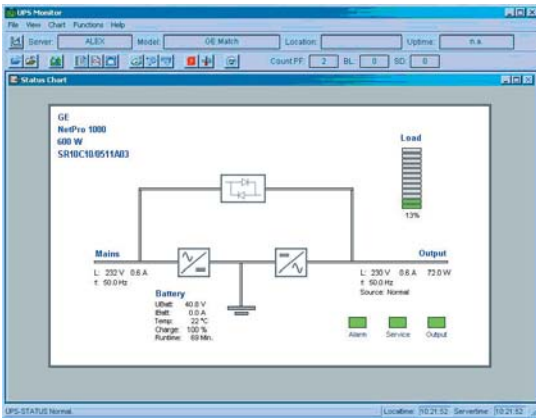 UPS Monitor
File View Chart Functions Help
Server: ALEX Model: GE Match Location: Uptime: n.a.
Count PF: 2 BL: 0 SD: 0
Status Chart
GE
NetPro 1000
600 W
SR10C10/0511A03
Load
13%
Mains
L: 232 V 0.6 A
f: 50.0 Hz
Output
L: 230 V 0.6 A 72.0 W
f: 50.0 Hz
Source: Normal
Battery
UBatt: 40.8 V
IBatt: 0.0 A
Temp: 22 °C
Charge: 100 %
Runtime: 69 Min.
Alarm Service Output
UPS-STATUS Normal.
Localtime: 10:21:52 Servertime: 10:21:52